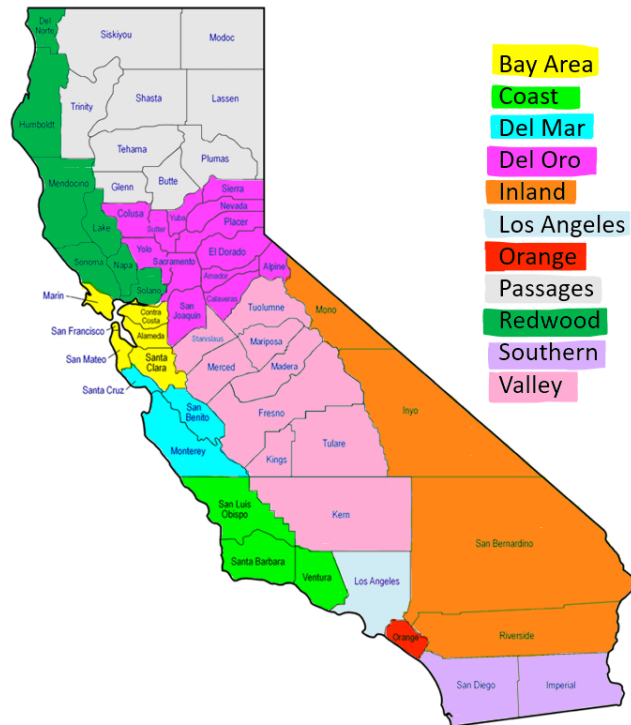 Del
Norte
Siskiyou
Modoc
Humboldt
Trinity
Shasta
Lassen
Tehama
Plumas
Glenn
Butte
Mendocino
Lake
Colusa
Sutter
Yuba
Sierra
Nevada
Placer
Sonoma
Napa
Yolo
Sacramento
El Dorado
Alpine
Amador
Solano
Calaveras
Marin
Contra
Costa
San
Joaquin
Tuolumne
Mono
San Francisco
Alameda
Stanislaus
Mariposa
San Mateo
Santa
Clara
Merced
Madera
Santa Cruz
San
Benito
Fresno
Inyo
Monterey
Kings
Tulare
San Luis
Obispo
Kern
San Bernardino
Santa Barbara
Ventura
Los Angeles
Orange
Riverside
San Diego
Imperial
Bay Area
Coast
Del Mar
Del Oro
Inland
Los Angeles
Orange
Passages
Redwood
Southern
Valley